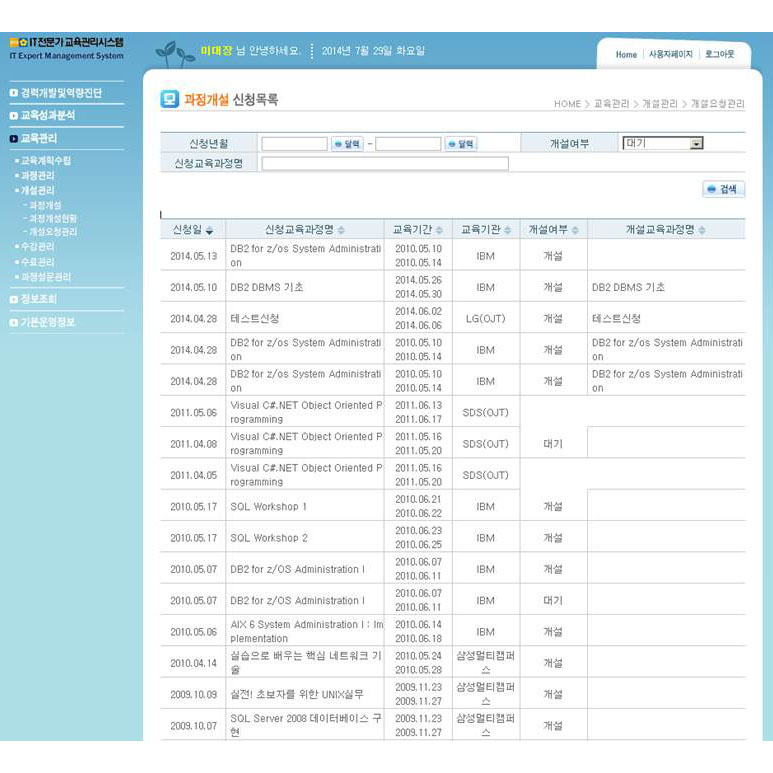 IT전문가 교육관리시스템
IT Expert Management System
미대장 님 안녕하세요. 2014년 7월 29일 화요일
Home 사용자페이지 로그아웃
경력개발및역량진단
교육성과분석
교육관리
교육계획수립
과정관리
개설관리
- 과정개설
- 과정개설현황
- 개설요청관리
수강관리
수료관리
과정설문관리
정보조회
기본운영정보
과정개설 신청목록
HOME > 교육관리 > 개설관리 > 개설요청관리
신청년월 달력 - 달력 개설여부 대기
신청교육과정명
검색
신청일 신청교육과정명 교육기간 교육기관 개설여부 개설교육과정명
2014.05.13 DB2 for z/os System Administrati on 2010.05.10 2010.05.14 IBM 개설
2014.05.10 DB2 DBMS 기초 2014.05.26 2014.05.30 IBM 개설 DB2 DBMS 기초
2014.04.28 테스트신청 2014.06.02 2014.06.06 LG(OJT) 개설 테스트신청
2014.04.28 DB2 for z/os System Administrati on 2010.05.10 2010.05.14 IBM 개설 DB2 for z/os System Administrati on
2014.04.28 DB2 for z/os System Administrati on 2010.05.10 2010.05.14 IBM 개설 DB2 for z/os System Administrati on
2011.05.06 Visual C#.NET Object Oriented P rogramming 2011.06.13 2011.06.17 SDS(OJT)
2011.04.08 Visual C#.NET Object Oriented P rogramming 2011.05.16 2011.05.20 SDS(OJT) 대기
2011.04.05 Visual C#.NET Object Oriented P rogramming 2011.05.16 2011.05.20 SDS(OJT)
2010.05.17 SQL Workshop 1 2010.06.21 2010.06.22 IBM 개설
2010.05.17 SQL Workshop 2 2010.06.23 2010.06.25 IBM 개설
2010.05.07 DB2 for z/OS Administration I 2010.06.07 2010.06.11 IBM 개설
2010.05.07 DB2 for z/OS Administration I 2010.06.07 2010.06.11 IBM 대기
2010.05.06 AIX 6 System Administration I : Im plementation 2010.06.14 2010.06.18 IBM 개설
2010.04.14 실습으로 배우는 핵심 네트워크 기 술 2010.05.24 2010.05.28 삼성멀티캠퍼 스 개설
2009.10.09 실전! 초보자를 위한 UNIX실무 2009.11.23 2009.11.27 삼성멀티캠퍼 스 개설
2009.10.07 SQL Server 2008 데이터베이스 구 현 2009.11.23 2009.11.27 삼성멀티캠퍼 스 개설